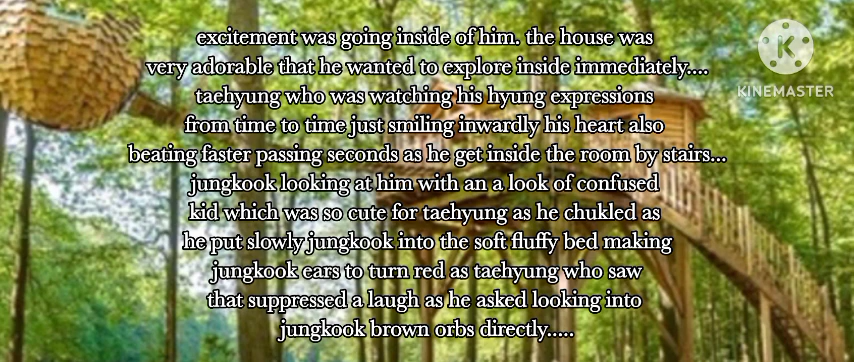 excitement was going inside of him. the house was
very adorable that he wanted to explore inside immediately....
taehyung who was watching his hyung expressions
from time to time just smiling inwardly his heart also
beating faster passing seconds as he get inside the room by stairs...
jungkook looking at him with an a look of confused
kid which was so cute for taehyung as he chukled as
he put slowly jungkook into the soft fluffy bed making
jungkook ears to turn red as taehyung who saw
that suppressed a laugh as he asked looking into
jungkook brown orbs directly.....
K
KINEMASTER